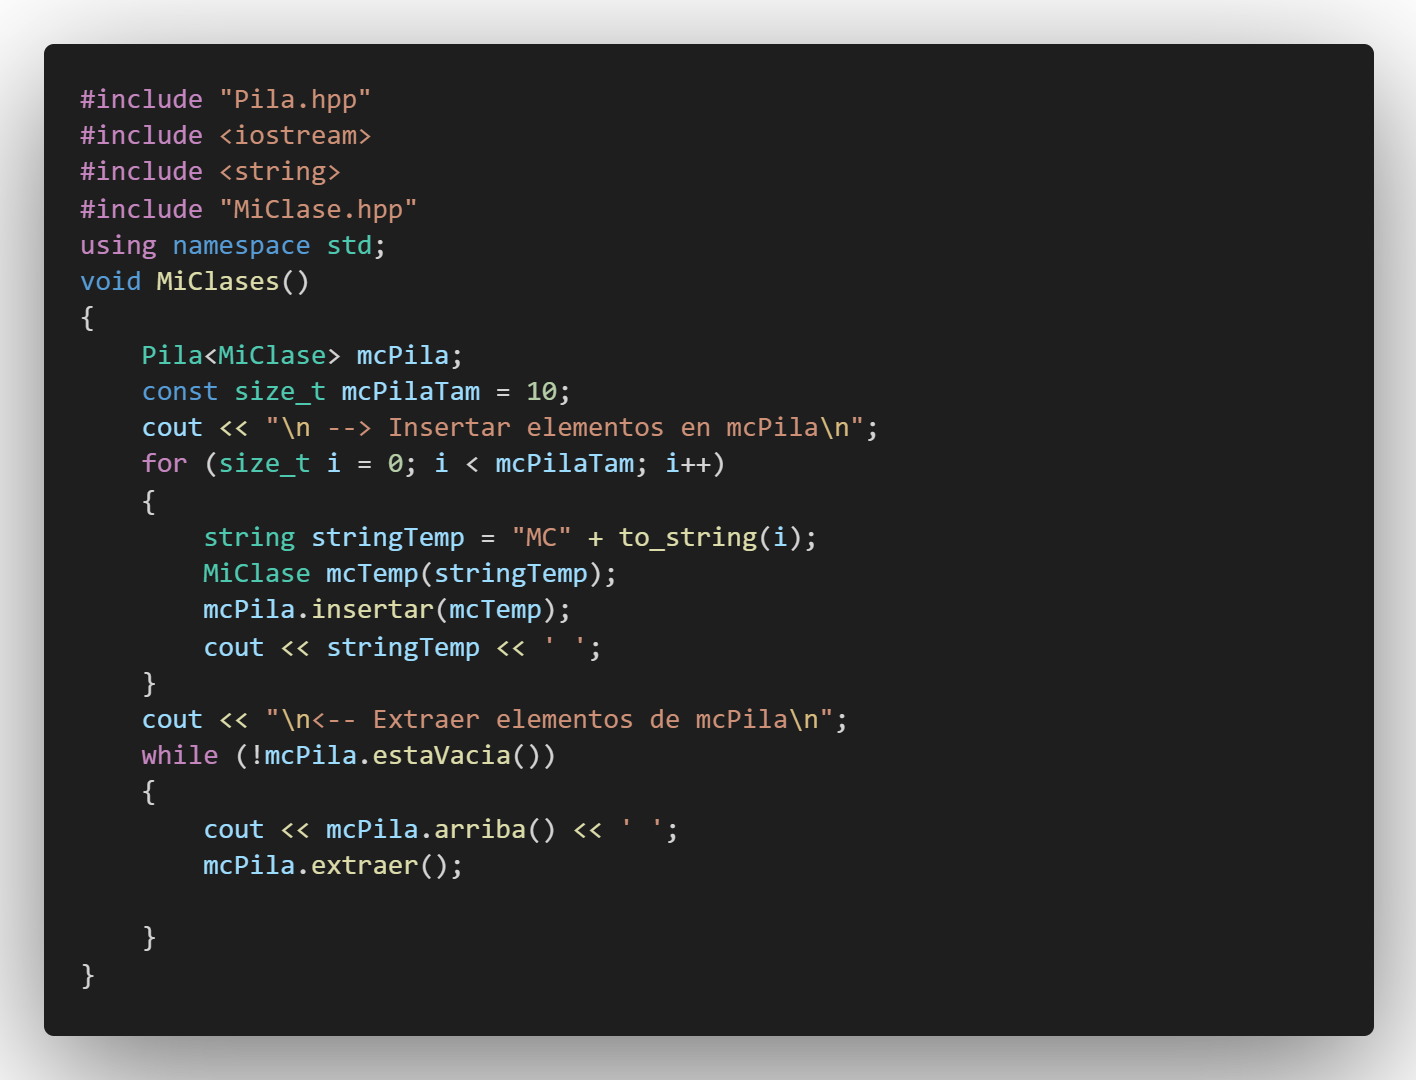 #include "Pila.hpp"
#include <iostream>
#include <string>
#include "MiClase.hpp"
using namespace std;
void MiClases()
{
    Pila<MiClase> mcPila;
    const size_t mcPilaTam = 10;
    cout << "\n --> Insertar elementos en mcPila\n";
    for (size_t i = 0; i < mcPilaTam; i++)
    {
        string stringTemp = "MC" + to_string(i);
        MiClase mcTemp(stringTemp);
        mcPila.insertar(mcTemp);
        cout << stringTemp << ' ';
    }
    cout << "\n<-- Extraer elementos de mcPila\n";
    while (!mcPila.estaVacia())
    {
        cout << mcPila.arriba() << ' ';
        mcPila.extraer();

    }
}